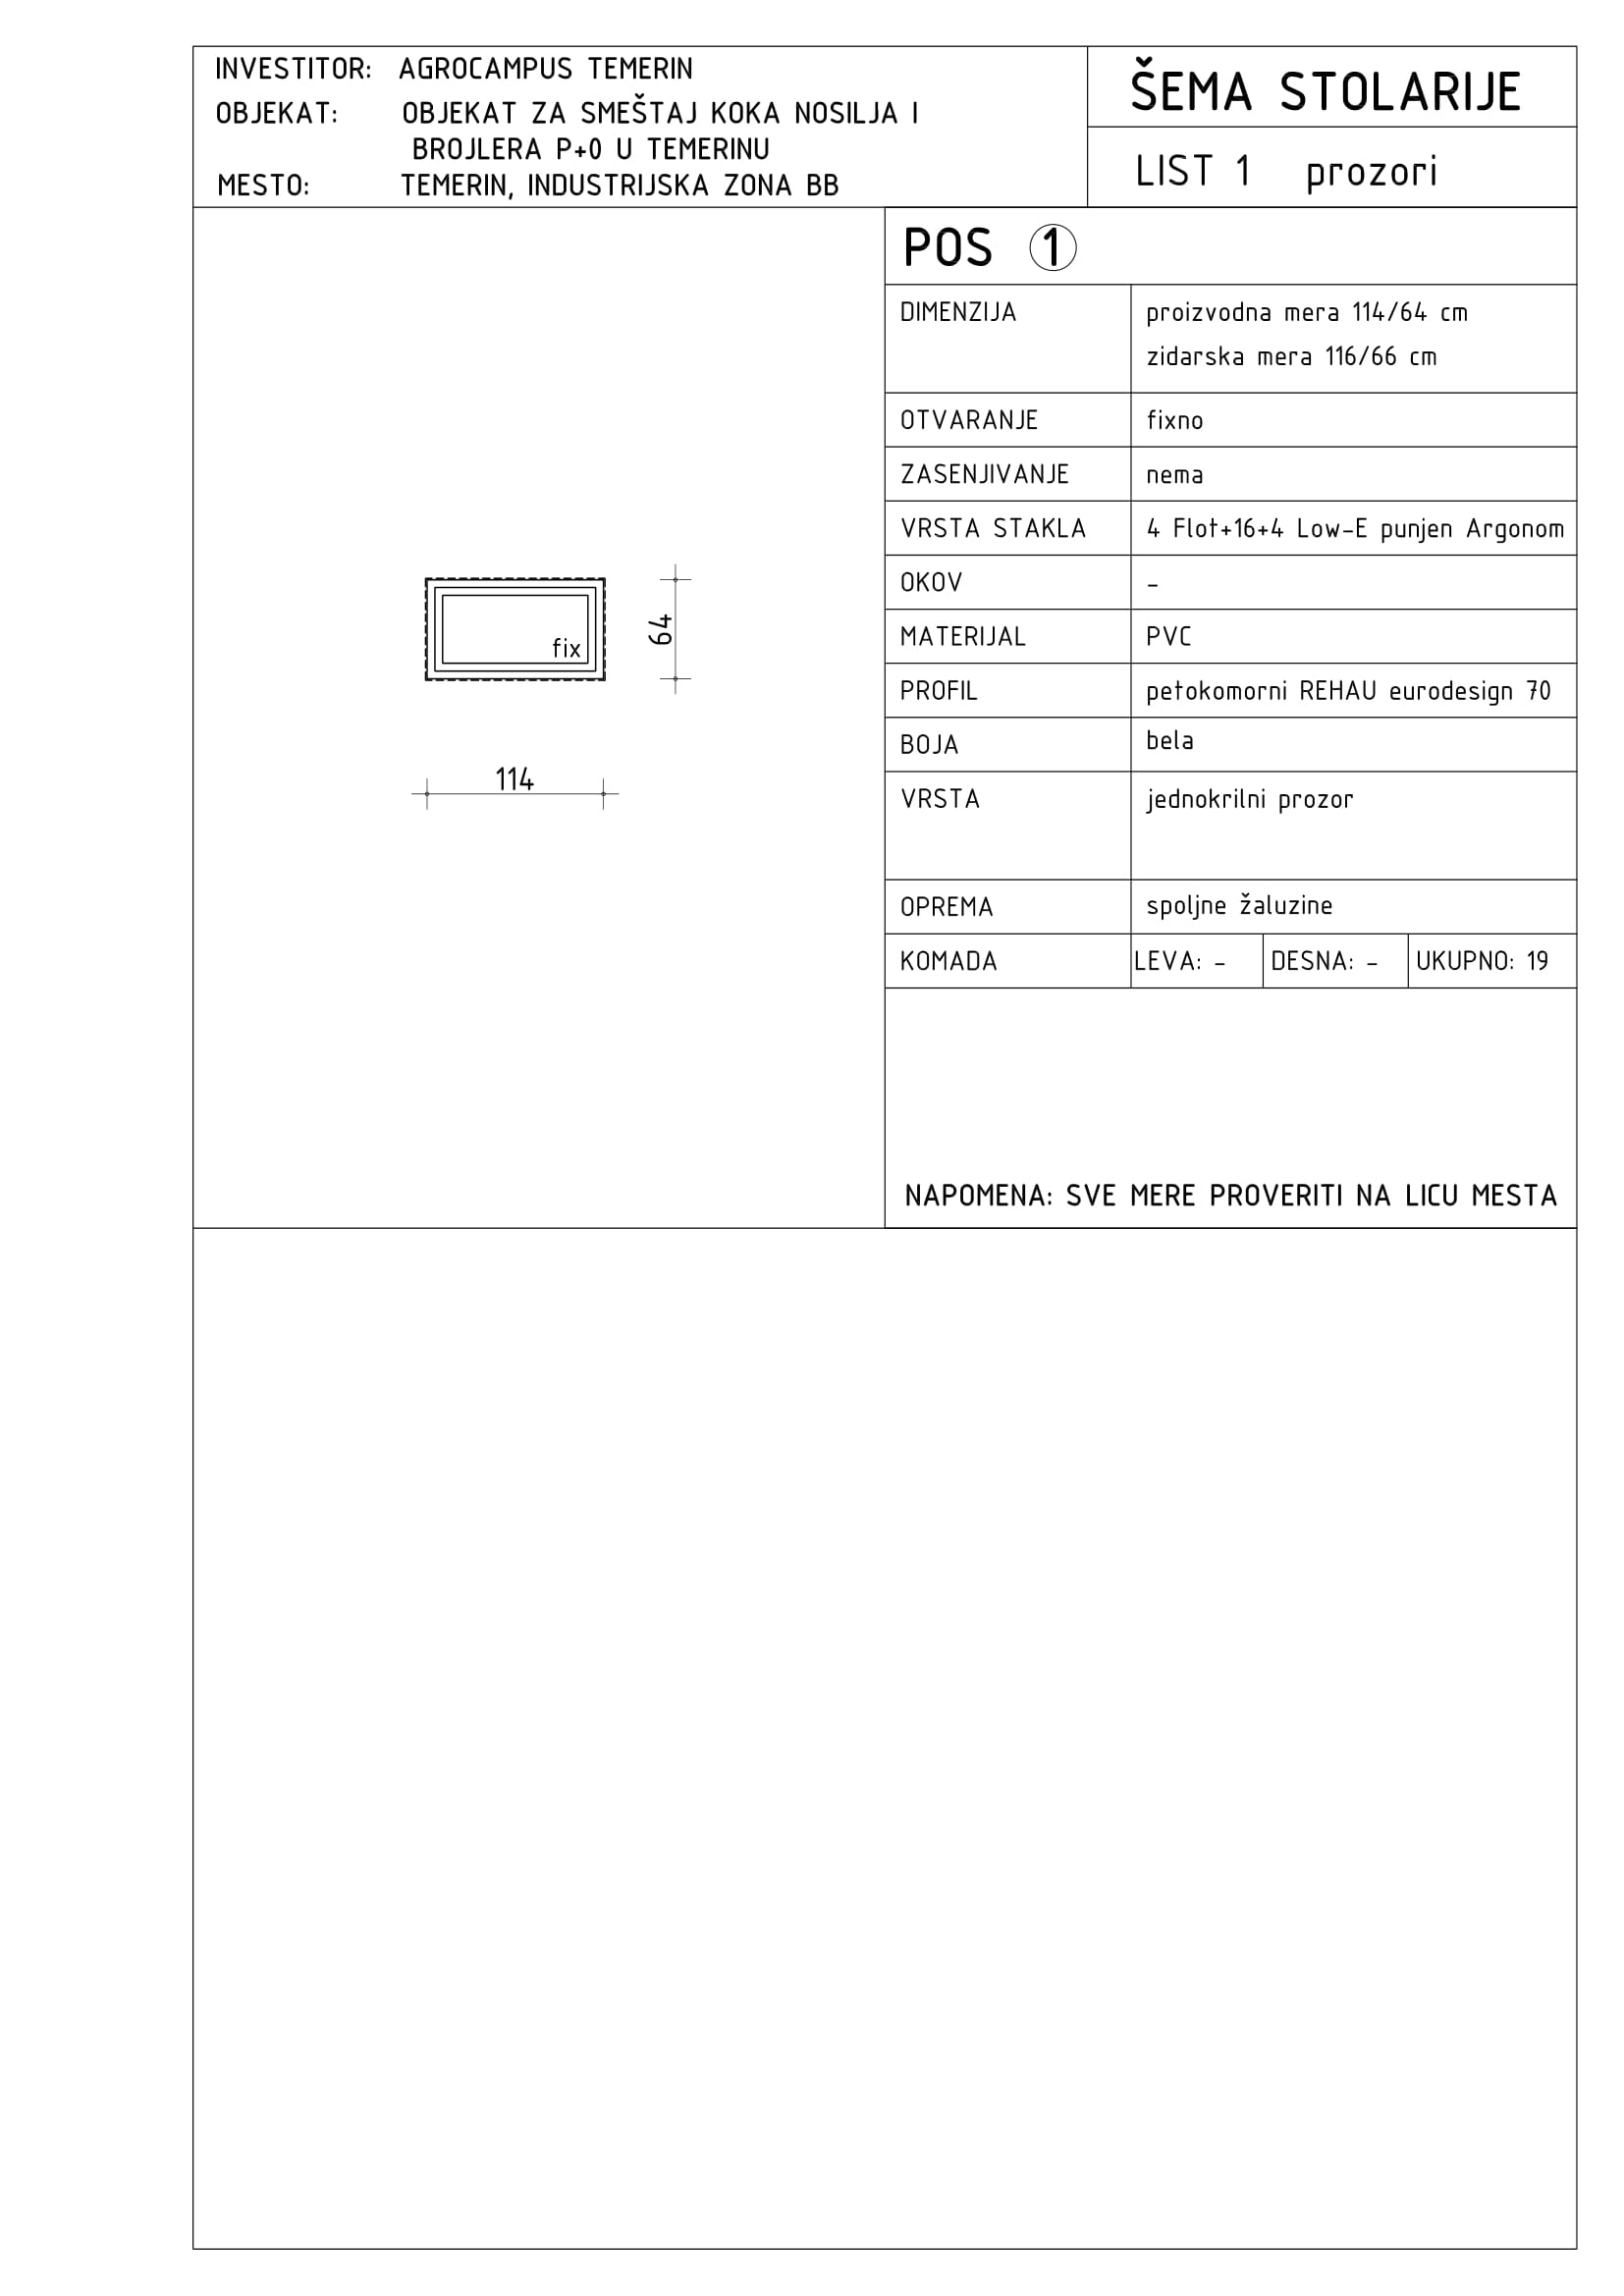 INVESTITOR: AGROCAMPUS TEMERIN
OBJEKAT: OBJEKAT ZA SMEŠTAJ KOKA NOSILJA I
BROJLERA P+0 U TEMERINU
MESTO: TEMERIN, INDUSTRIJSKA ZONA BB
ŠEMA STOLARIJE
LIST 1 prozori
POS 1
DIMENZIJA proizvodna mera 114/64 cm
zidarska mera 116/66 cm
OTVARANJE fixno
ZASENJIVANJE nema
VRSTA STAKLA 4 Flot+16+4 Low-E punjen Argonom
OKOV -
MATERIJAL PVC
PROFIL petokomorni REHAU eurodesign 70
BOJA bela
VRSTA jednokrilni prozor
OPREMA spoljne žaluzine
KOMADA LEVA: - DESNA: - UKUPNO: 19
NAPOMENA: SVE MERE PROVERITI NA LICU MESTA
fix
64
114